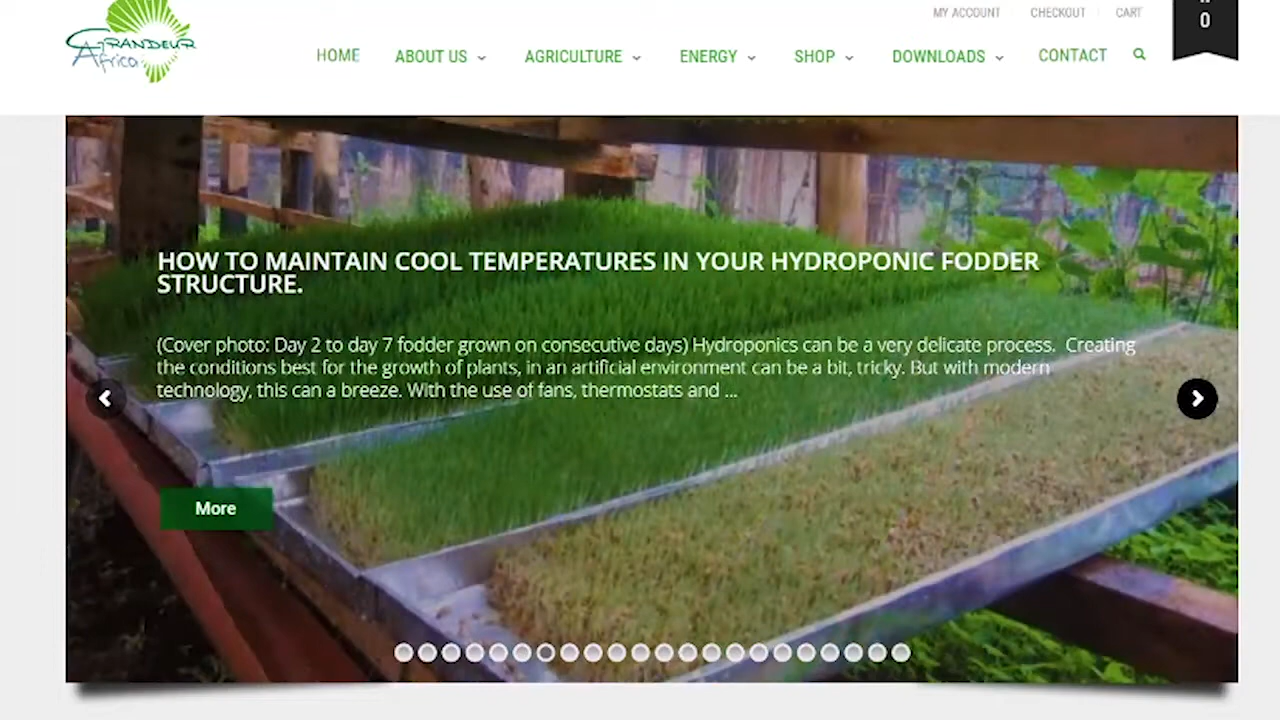 MY ACCOUNT
CHECKOUT
CART
0
GRANDEUR
Africa
HOME
ABOUT US
AGRICULTURE
ENERGY
SHOP
DOWNLOADS
CONTACT
HOW TO MAINTAIN COOL TEMPERATURES IN YOUR HYDROPONIC FODDER
STRUCTURE.
(Cover photo: Day 2 to day 7 fodder grown on consecutive days) Hydroponics can be a very delicate process. Creating
the conditions best for the growth of plants, in an artificial environment can be a bit, tricky. But with modern
technology, this can a breeze. With the use of fans, thermostats and ...
More